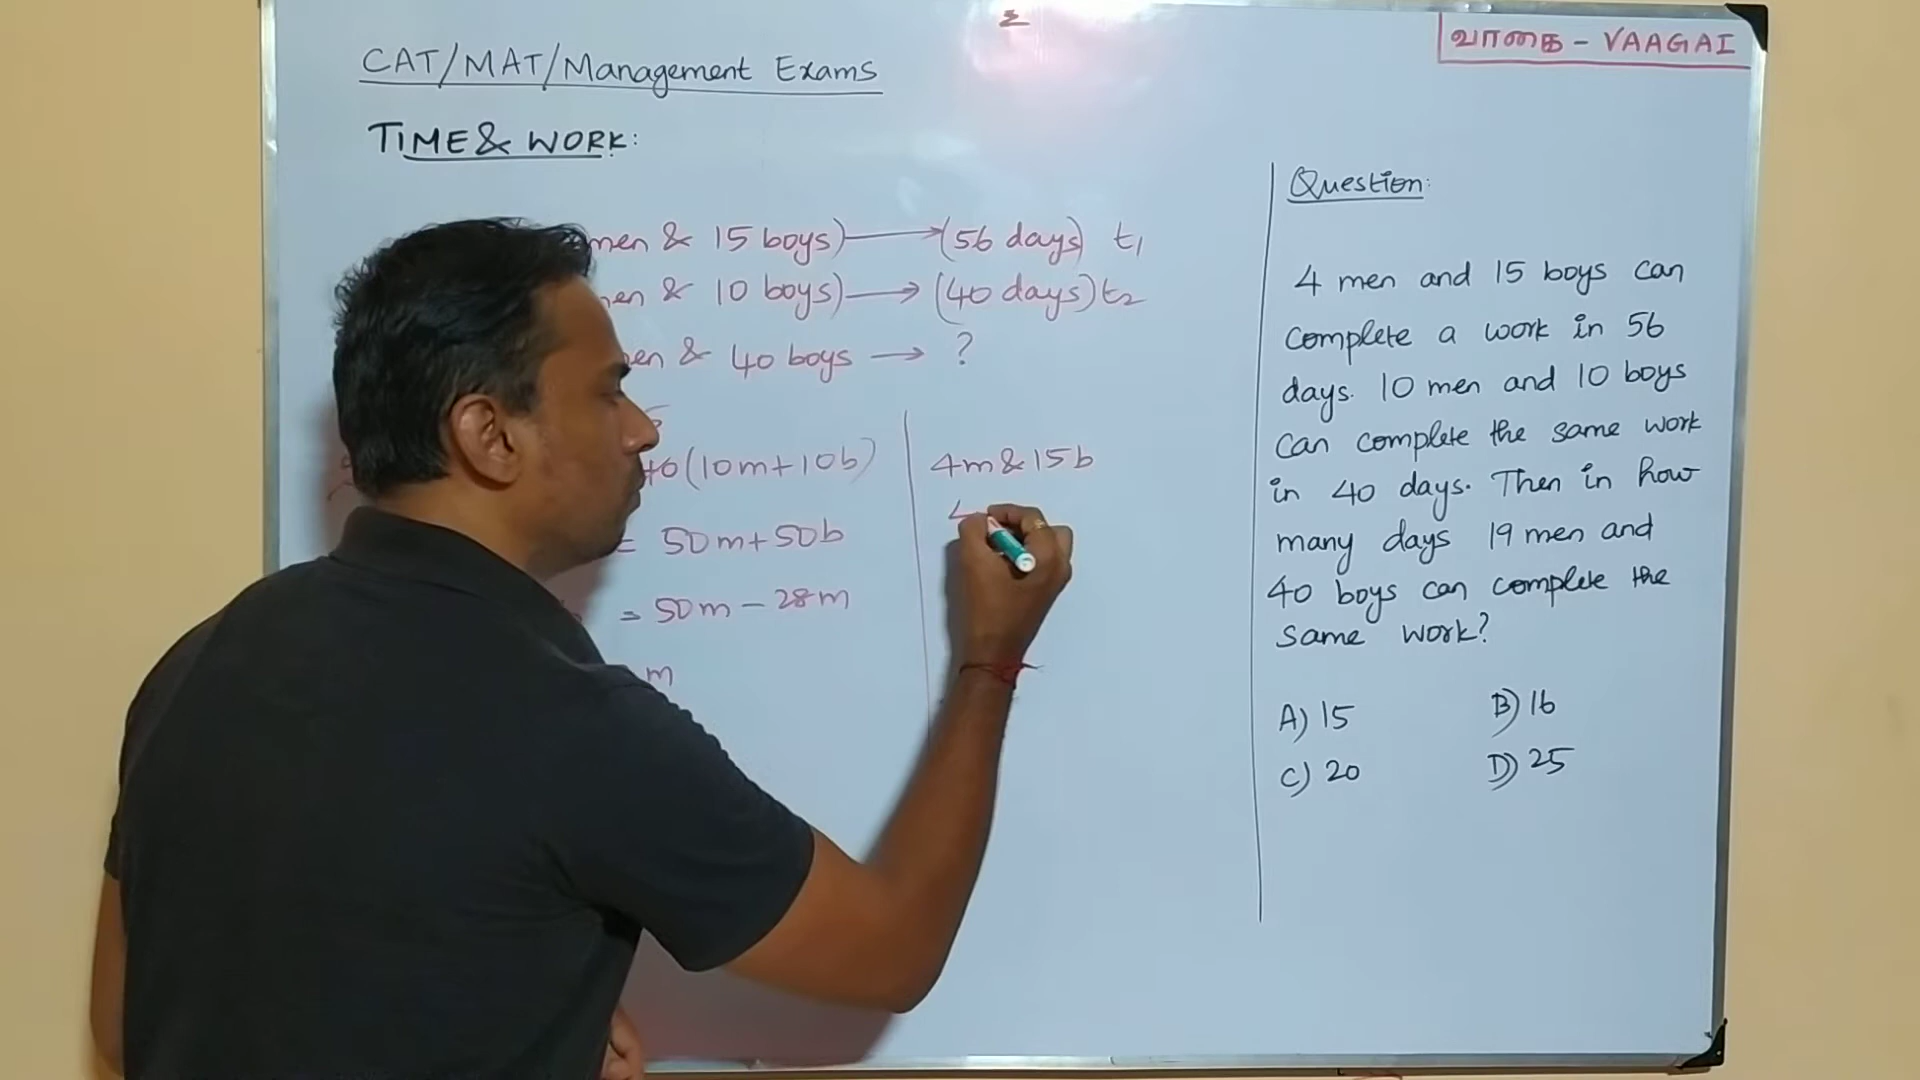 CAT/MAT/Management Exams
வாகை - VAAGAI
TIME & WORK:
men & 15 boys) → (56 days) t₁
& 10 boys) → (40 days) t₂
& 40 boys → ?
(10m+10b)
= 50m+50b
= 50m - 28m
m
4m & 15b
Question:
4 men and 15 boys can
complete a work in 56
days. 10 men and 10 boys
can complete the same work
in 40 days. Then in how
many days 19 men and
40 boys can complete the
same work?
A) 15 B) 16
C) 20 D) 25